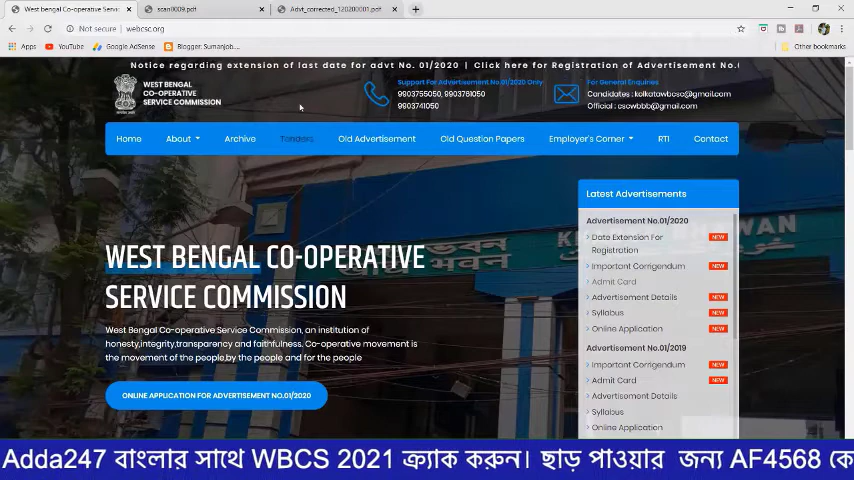 West bengal Co-operative Servic
scan0009.pdf
Advt_corrected_120200001.pdf
Not secure
webcsc.org
Apps
YouTube
Google AdSense
Blogger: Sumanjob...
Other bookmarks
Notice regarding extension of last date for advt No. 01/2020 | Click here for Registration of Advertisement No.
WEST BENGAL
CO-OPERATIVE
SERVICE COMMISSION
Support For Advertisement No.01/2020 Only
9903755050, 9903761050
9903741050
For General Enquiries
Candidates : kolkatawbcsc@gmail.com
Official : cscwbbb@gmail.com
Home
About
Archive
Tenders
Old Advertisement
Old Question Papers
Employer's Corner
RTI
Contact
WEST BENGAL CO-OPERATIVE
SERVICE COMMISSION
West Bengal Co-operative Service Commission, an institution of
honesty,integrity,transparency and faithfulness. Co-operative movement is
the movement of the people,by the people and for the people
ONLINE APPLICATION FOR ADVERTISEMENT NO.01/2020
Latest Advertisements
Advertisement No.01/2020
Date Extension For NEW
Registration
Important Corrigendum NEW
Admit Card
Advertisement Details NEW
Syllabus NEW
Online Application NEW
Advertisement No.01/2019
Important Corrigendum NEW
Admit Card NEW
Advertisement Details
Syllabus
Online Application
Adda247 বাংলার সাথে WBCS 2021 ক্র্যাক করুন। ছাড় পাওয়ার জন্য AF4568 কো